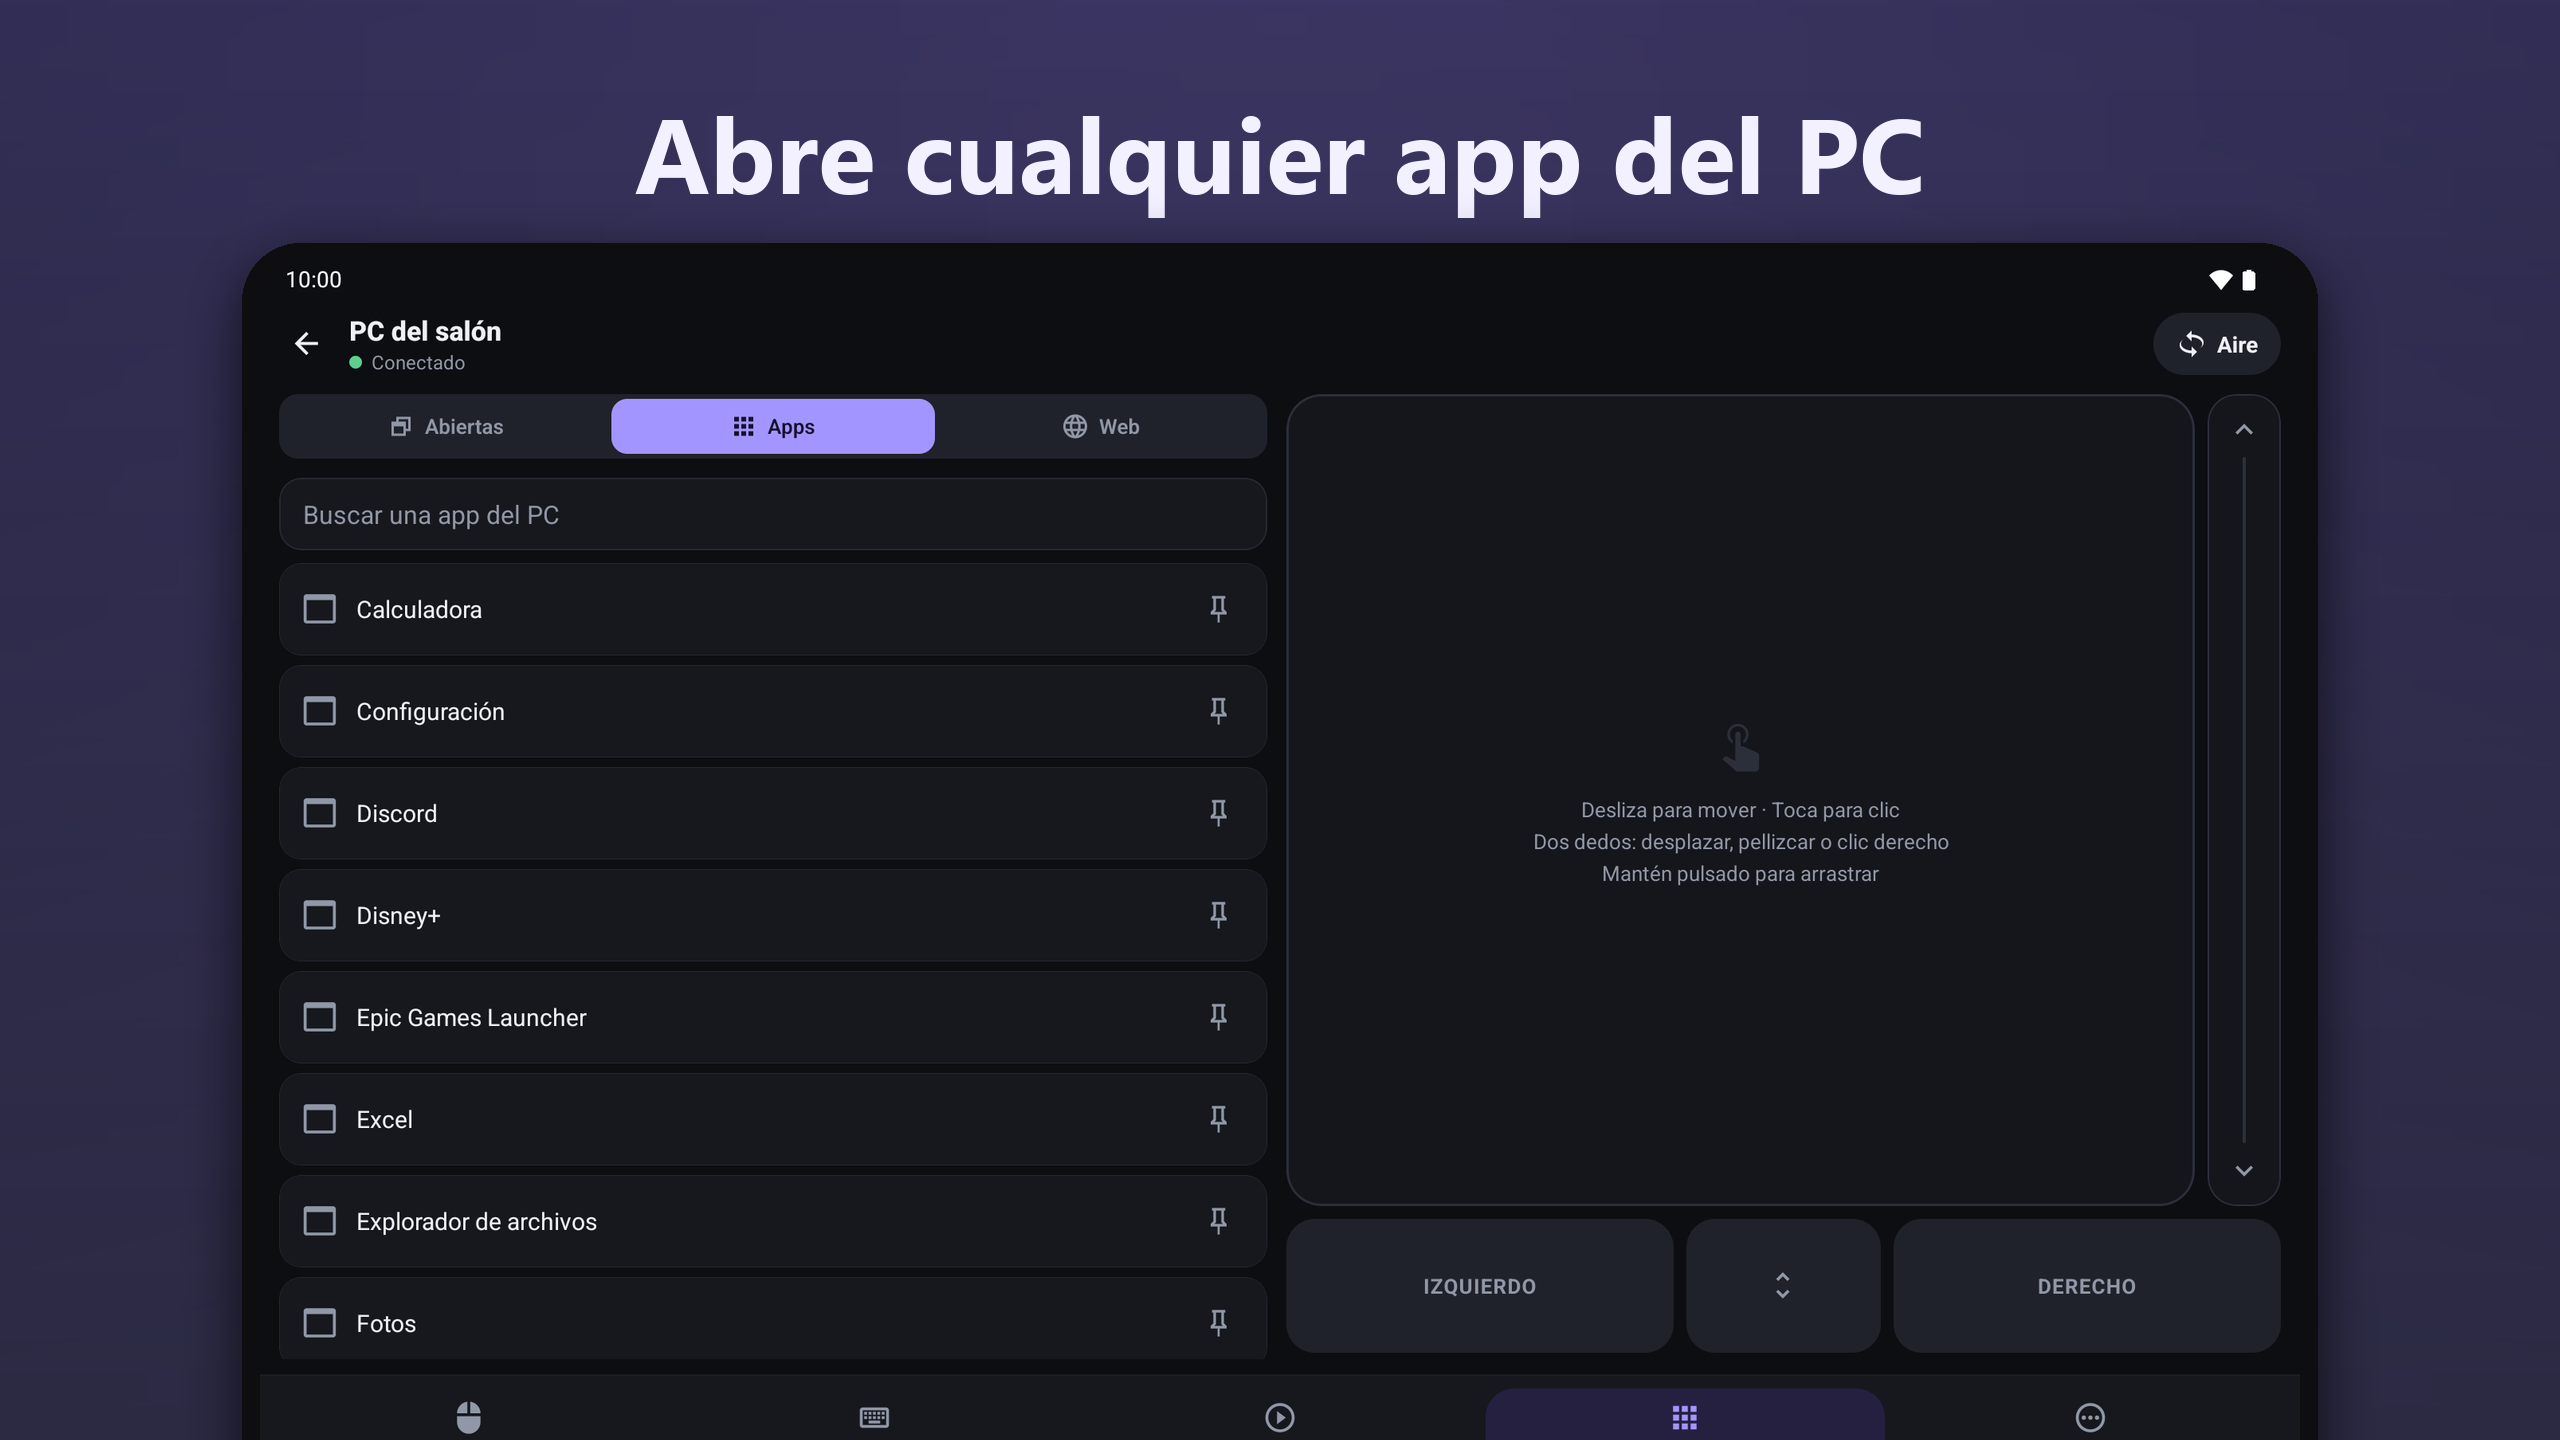 Abre cualquier app del PC
10:00
PC del salón
Conectado
Aire
Abiertas
Apps
Web
Buscar una app del PC
Calculadora
Configuración
Discord
Disney+
Epic Games Launcher
Excel
Explorador de archivos
Fotos
Desliza para mover · Toca para clic
Dos dedos: desplazar, pellizcar o clic derecho
Mantén pulsado para arrastrar
IZQUIERDO
DERECHO